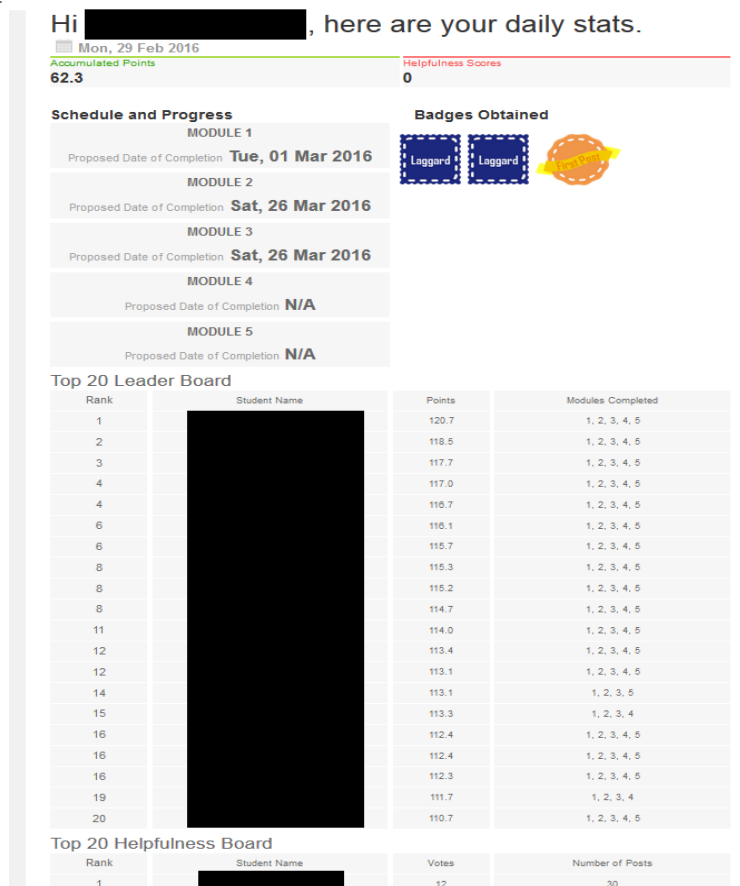 Hi , here are your daily stats.
Mon, 29 Feb 2016
Accumulated Points Helpfulness Scores
62.3 0
Schedule and Progress Badges Obtained
MODULE 1
Proposed Date of Completion Tue, 01 Mar 2016
Laggard Laggard First Post
MODULE 2
Proposed Date of Completion Sat, 26 Mar 2016
MODULE 3
Proposed Date of Completion Sat, 26 Mar 2016
MODULE 4
Proposed Date of Completion N/A
MODULE 5
Proposed Date of Completion N/A
Top 20 Leader Board
Rank Student Name Points Modules Completed
1 120.7 1, 2, 3, 4, 5
2 118.5 1, 2, 3, 4, 5
3 117.7 1, 2, 3, 4, 5
4 117.0 1, 2, 3, 4, 5
4 116.7 1, 2, 3, 4, 5
6 116.1 1, 2, 3, 4, 5
6 115.7 1, 2, 3, 4, 5
8 115.3 1, 2, 3, 4, 5
8 115.2 1, 2, 3, 4, 5
8 114.7 1, 2, 3, 4, 5
11 114.0 1, 2, 3, 4, 5
12 113.4 1, 2, 3, 4, 5
12 113.1 1, 2, 3, 4, 5
14 113.1 1, 2, 3, 5
15 113.3 1, 2, 3, 4
16 112.4 1, 2, 3, 4, 5
16 112.4 1, 2, 3, 4, 5
16 112.3 1, 2, 3, 4, 5
19 111.7 1, 2, 3, 4
20 110.7 1, 2, 3, 4, 5
Top 20 Helpfulness Board
Rank Student Name Votes Number of Posts
1 12 30